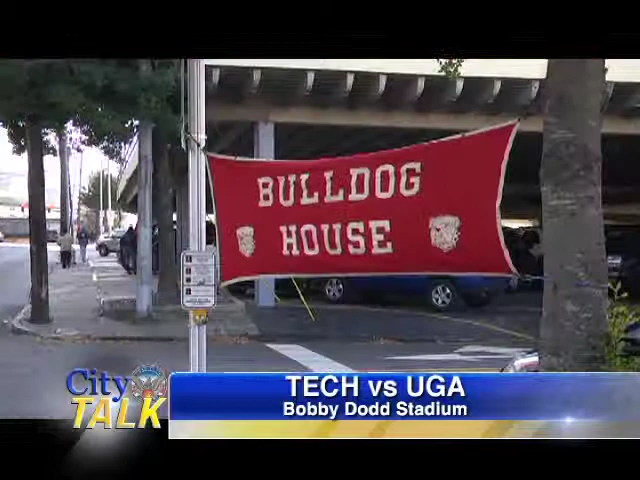 BULLDOG
HOUSE
City
TALK
TECH vs UGA
Bobby Dodd Stadium